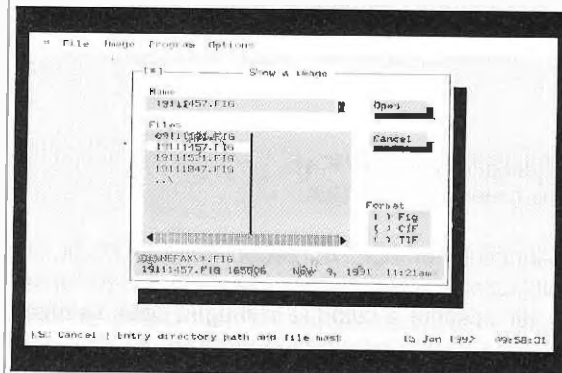 ≡ File Image Program Options
Show a image
Name
19111457.FIG
Open
Files
19111457.FIG
Cancel
19111521.FIG
19111847.FIG
..\
Format
( ) Fig
( ) CIF
( ) TIF
19111457.FIG 165006 Nov 9, 1991 11:21am
ESC Cancel | Entry directory path and file mask 15 Jan 1992 09:58:01